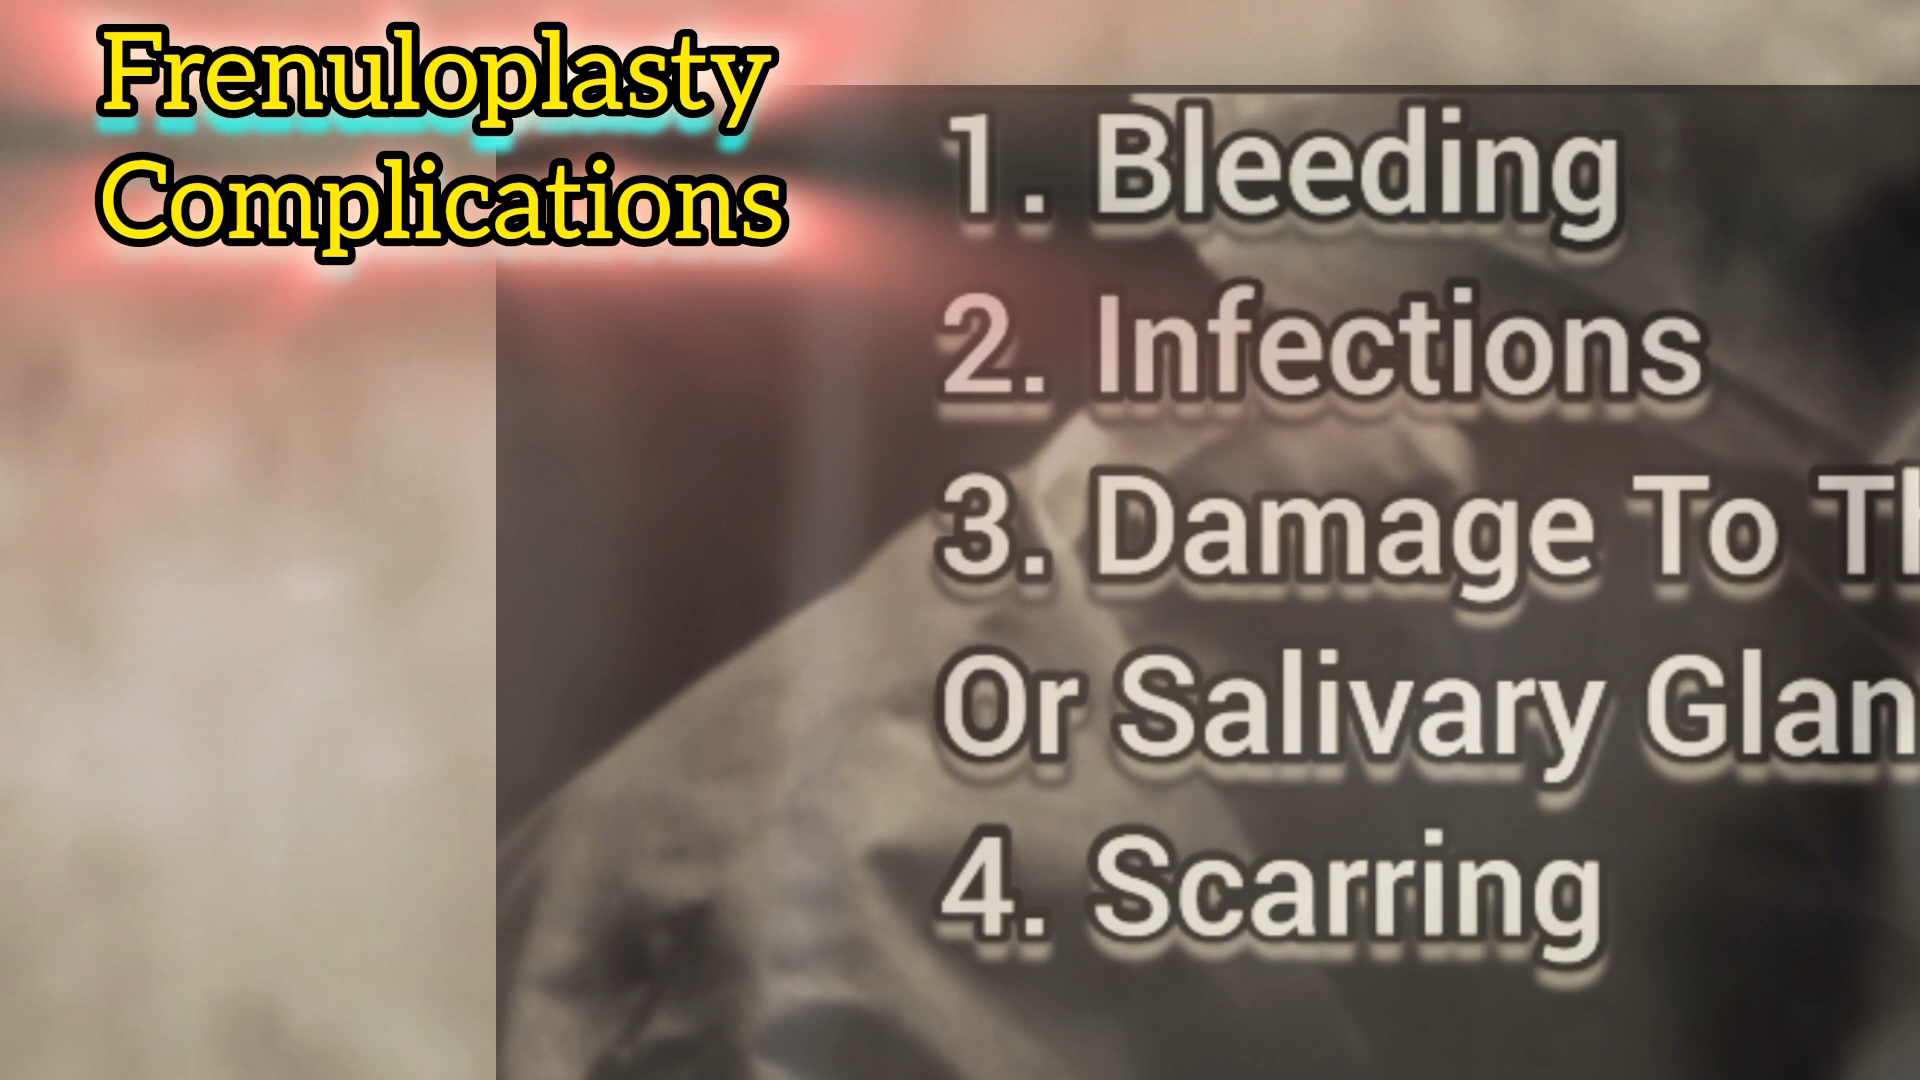 Frenuloplasty
Complications
1. Bleeding
2. Infections
3. Damage To
Or Salivary
4. Scarring